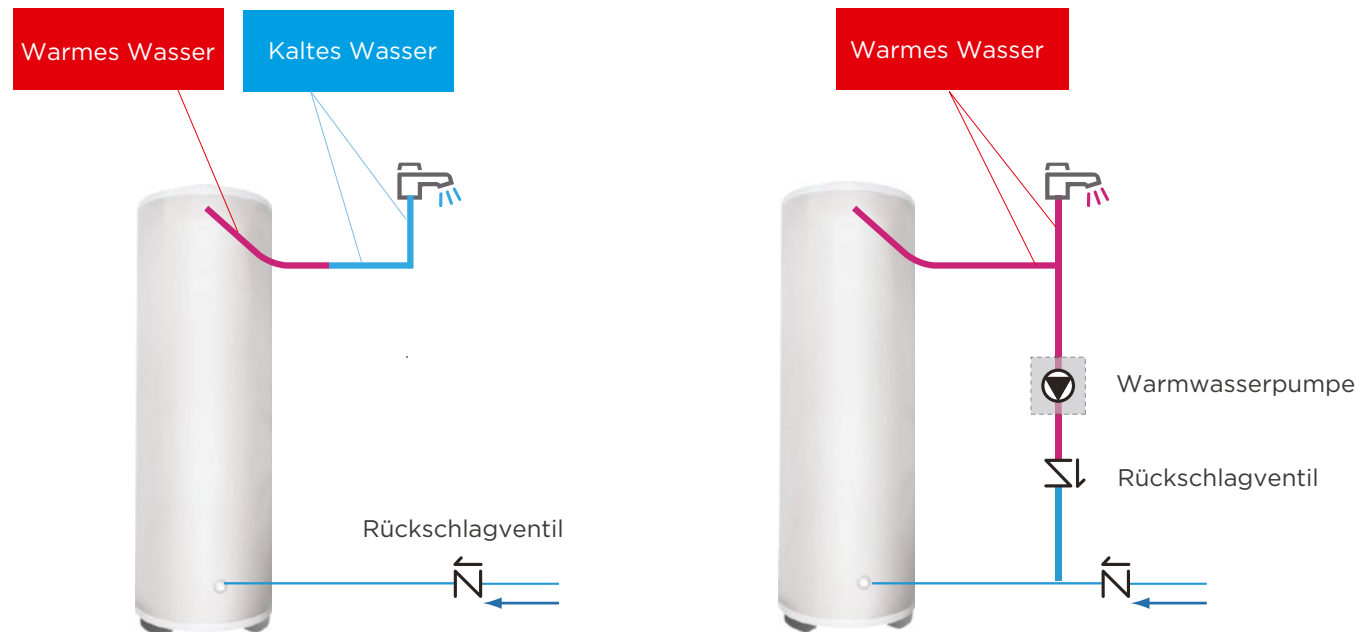 Warmes Wasser
Kaltes Wasser
Warmes Wasser
Warmwasserpumpe
Rückschlagventil
Rückschlagventil